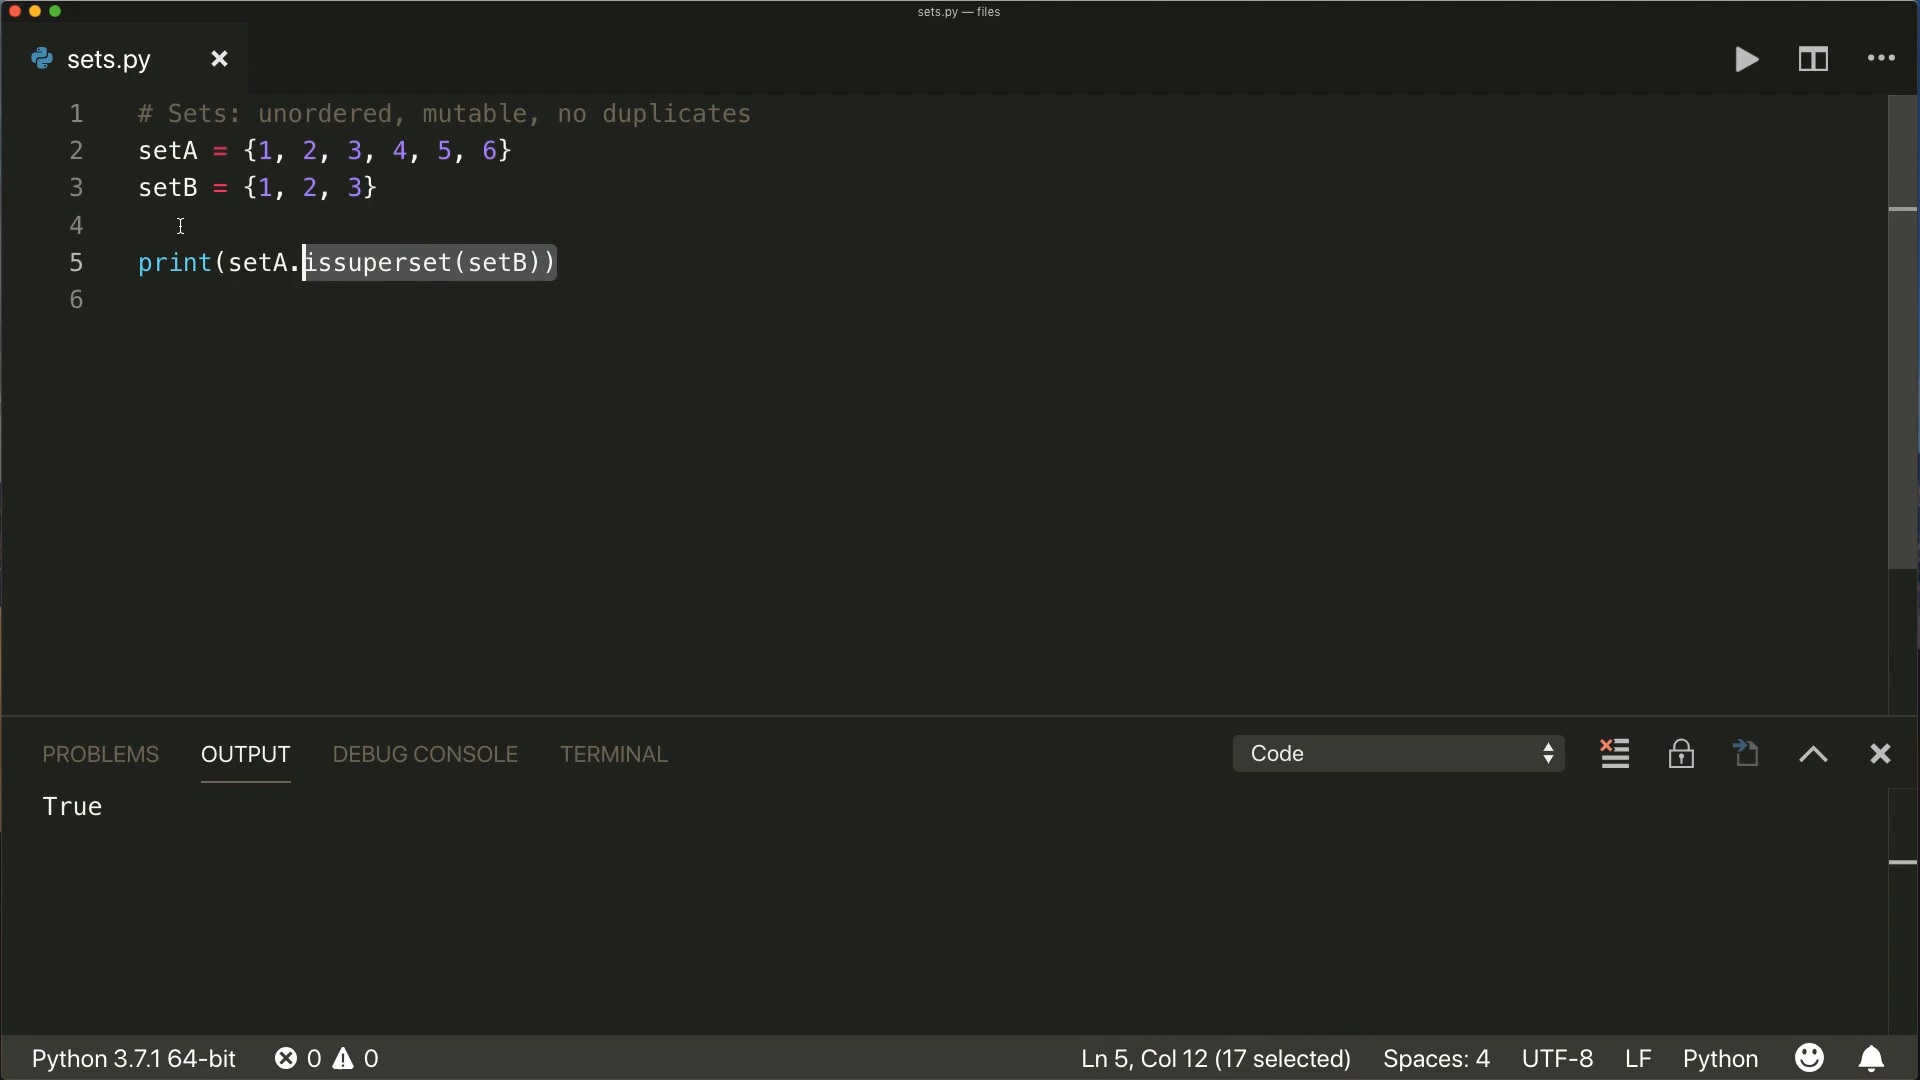 sets.py — files
sets.py
1 # Sets: unordered, mutable, no duplicates
2 setA = {1, 2, 3, 4, 5, 6}
3 setB = {1, 2, 3}
4
5 print(setA.issuperset(setB))
6
PROBLEMS OUTPUT DEBUG CONSOLE TERMINAL Code
True
Python 3.7.1 64-bit 0 0 Ln 5, Col 12 (17 selected) Spaces: 4 UTF-8 LF Python